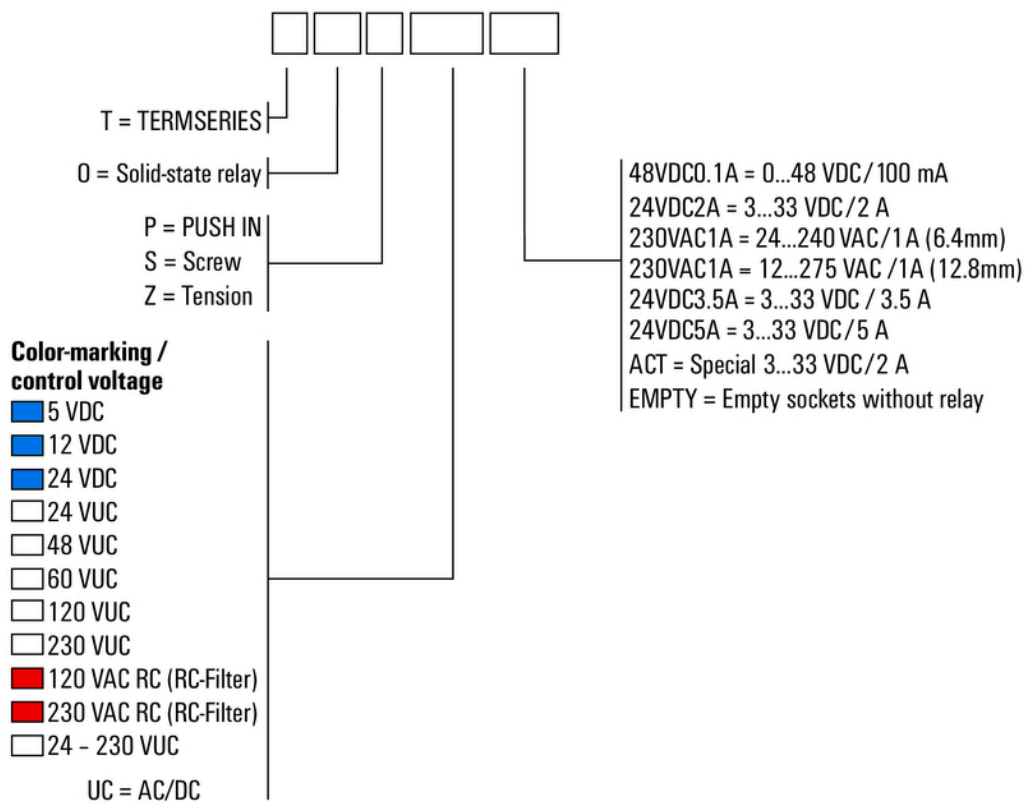 T = TERMSERIES
O = Solid-state relay
P = PUSH IN
S = Screw
Z = Tension
Color-marking /
control voltage
5 VDC
12 VDC
24 VDC
24 VUC
48 VUC
60 VUC
120 VUC
230 VUC
120 VAC RC (RC-Filter)
230 VAC RC (RC-Filter)
24 – 230 VUC
UC = AC/DC
48VDC0.1A = 0...48 VDC/100 mA
24VDC2A = 3...33 VDC/2 A
230VAC1A = 24...240 VAC/1A (6.4mm)
230VAC1A = 12...275 VAC /1A (12.8mm)
24VDC3.5A = 3...33 VDC / 3.5 A
24VDC5A = 3...33 VDC/5 A
ACT = Special 3...33 VDC/2 A
EMPTY = Empty sockets without relay